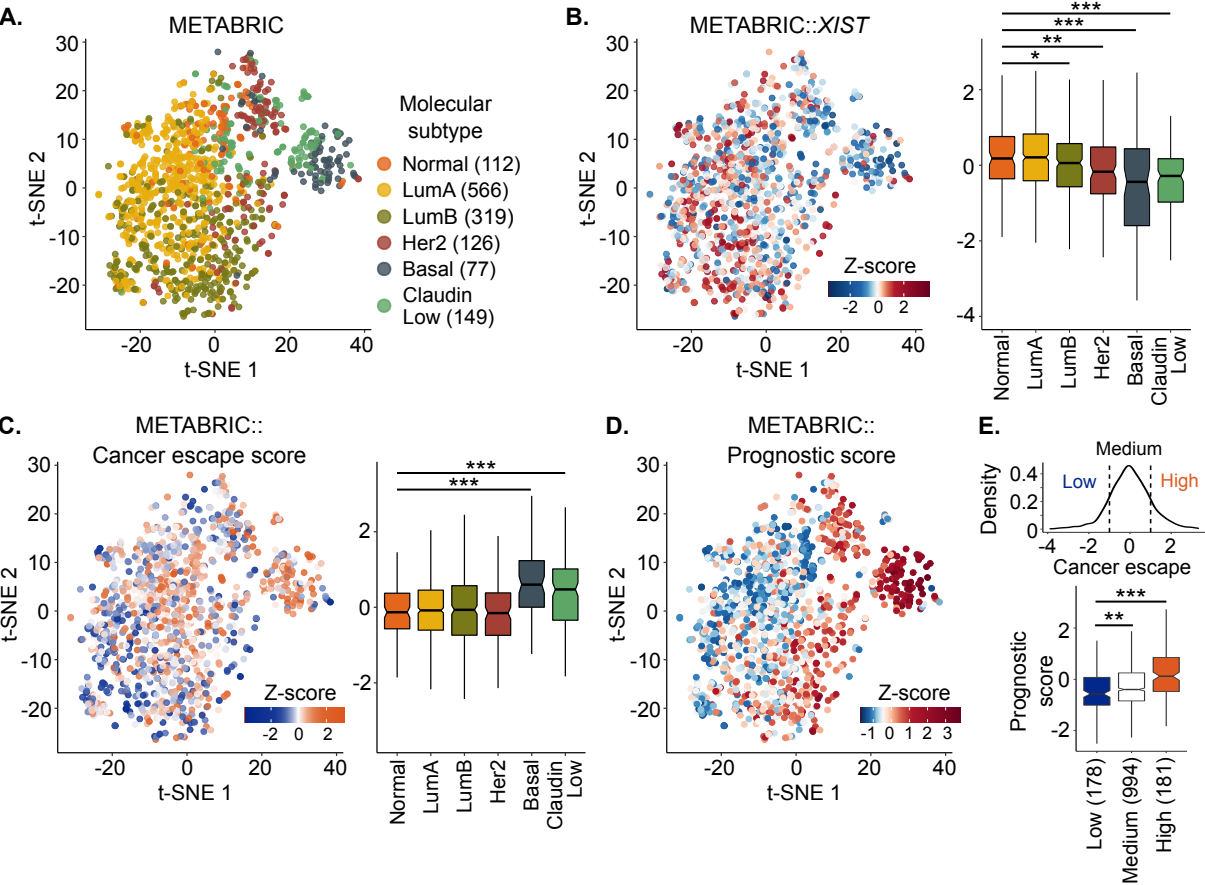 A.
METABRIC
30
20
10
0
-10
-20
t-SNE 2
-20 0 20 40
t-SNE 1
Molecular
subtype
Normal (112)
LumA (566)
LumB (319)
Her2 (126)
Basal (77)
Claudin
Low (149)
B.
METABRIC::XIST
30
20
10
0
-10
-20
t-SNE 2
-20 0 20 40
t-SNE 1
Z-score
-2 0 2
***
***
**
*
2
0
-2
-4
Normal
LumA
LumB
Her2
Basal
Claudin
Low
C.
METABRIC::
Cancer escape score
30
20
10
0
-10
-20
t-SNE 2
-20 0 20 40
t-SNE 1
Z-score
-2 0 2
***
***
2
0
-2
Normal
LumA
LumB
Her2
Basal
Claudin
Low
D.
METABRIC::
Prognostic score
30
20
10
0
-10
-20
t-SNE 2
-20 0 20 40
t-SNE 1
Z-score
-1 0 1 2 3
E.
Medium
Low High
Density
0.4
0.2
0
-4 -2 0 2
Cancer escape
***
**
2
0
-2
Prognostic
score
Low (178)
Medium (994)
High (181)